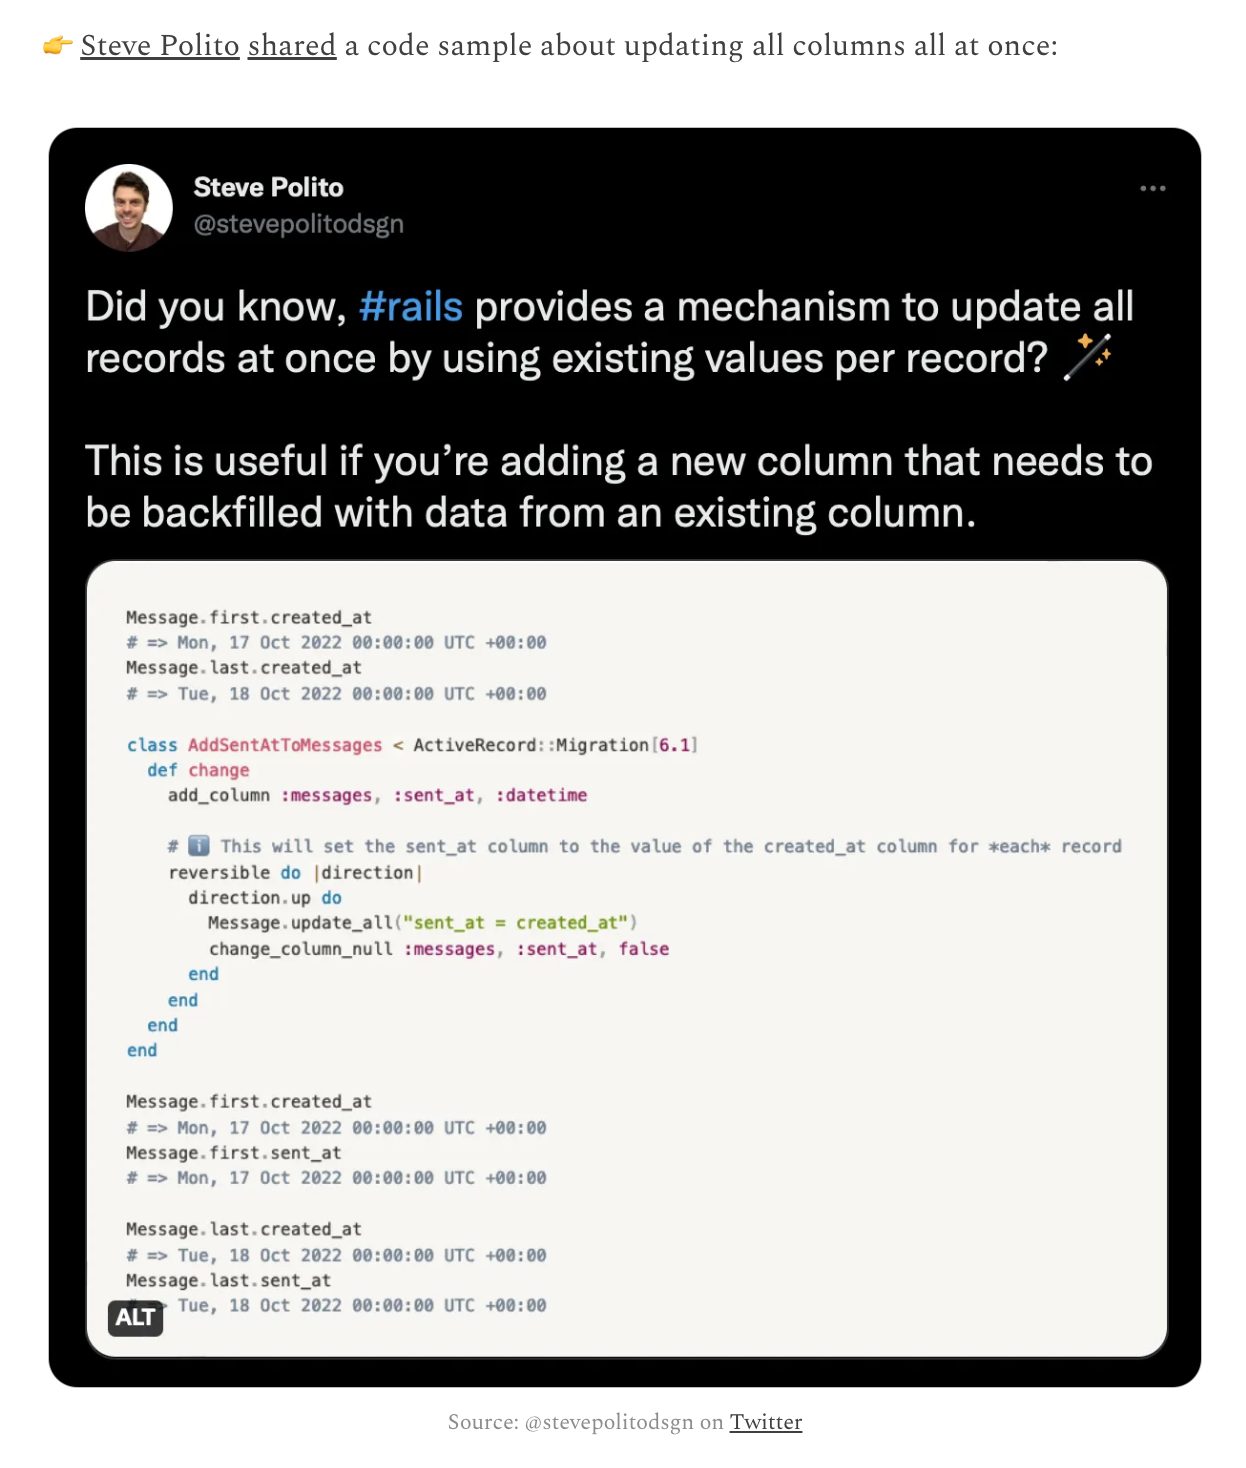 👉 Steve Polito shared a code sample about updating all columns all at once:
Steve Polito
@stevepolitodsgn
Did you know, #rails provides a mechanism to update all
records at once by using existing values per record? 🪄
This is useful if you’re adding a new column that needs to
be backfilled with data from an existing column.
Message.first.created_at
# => Mon, 17 Oct 2022 00:00:00 UTC +00:00
Message.last.created_at
# => Tue, 18 Oct 2022 00:00:00 UTC +00:00
class AddSentAtToMessages < ActiveRecord::Migration[6.1]
  def change
    add_column :messages, :sent_at, :datetime
    # ℹ️ This will set the sent_at column to the value of the created_at column for *each* record
    reversible do |direction|
      direction.up do
        Message.update_all("sent_at = created_at")
        change_column_null :messages, :sent_at, false
      end
    end
  end
end
Message.first.created_at
# => Mon, 17 Oct 2022 00:00:00 UTC +00:00
Message.first.sent_at
# => Mon, 17 Oct 2022 00:00:00 UTC +00:00
Message.last.created_at
# => Tue, 18 Oct 2022 00:00:00 UTC +00:00
Message.last.sent_at
Tue, 18 Oct 2022 00:00:00 UTC +00:00
ALT
Source: @stevepolitodsgn on Twitter